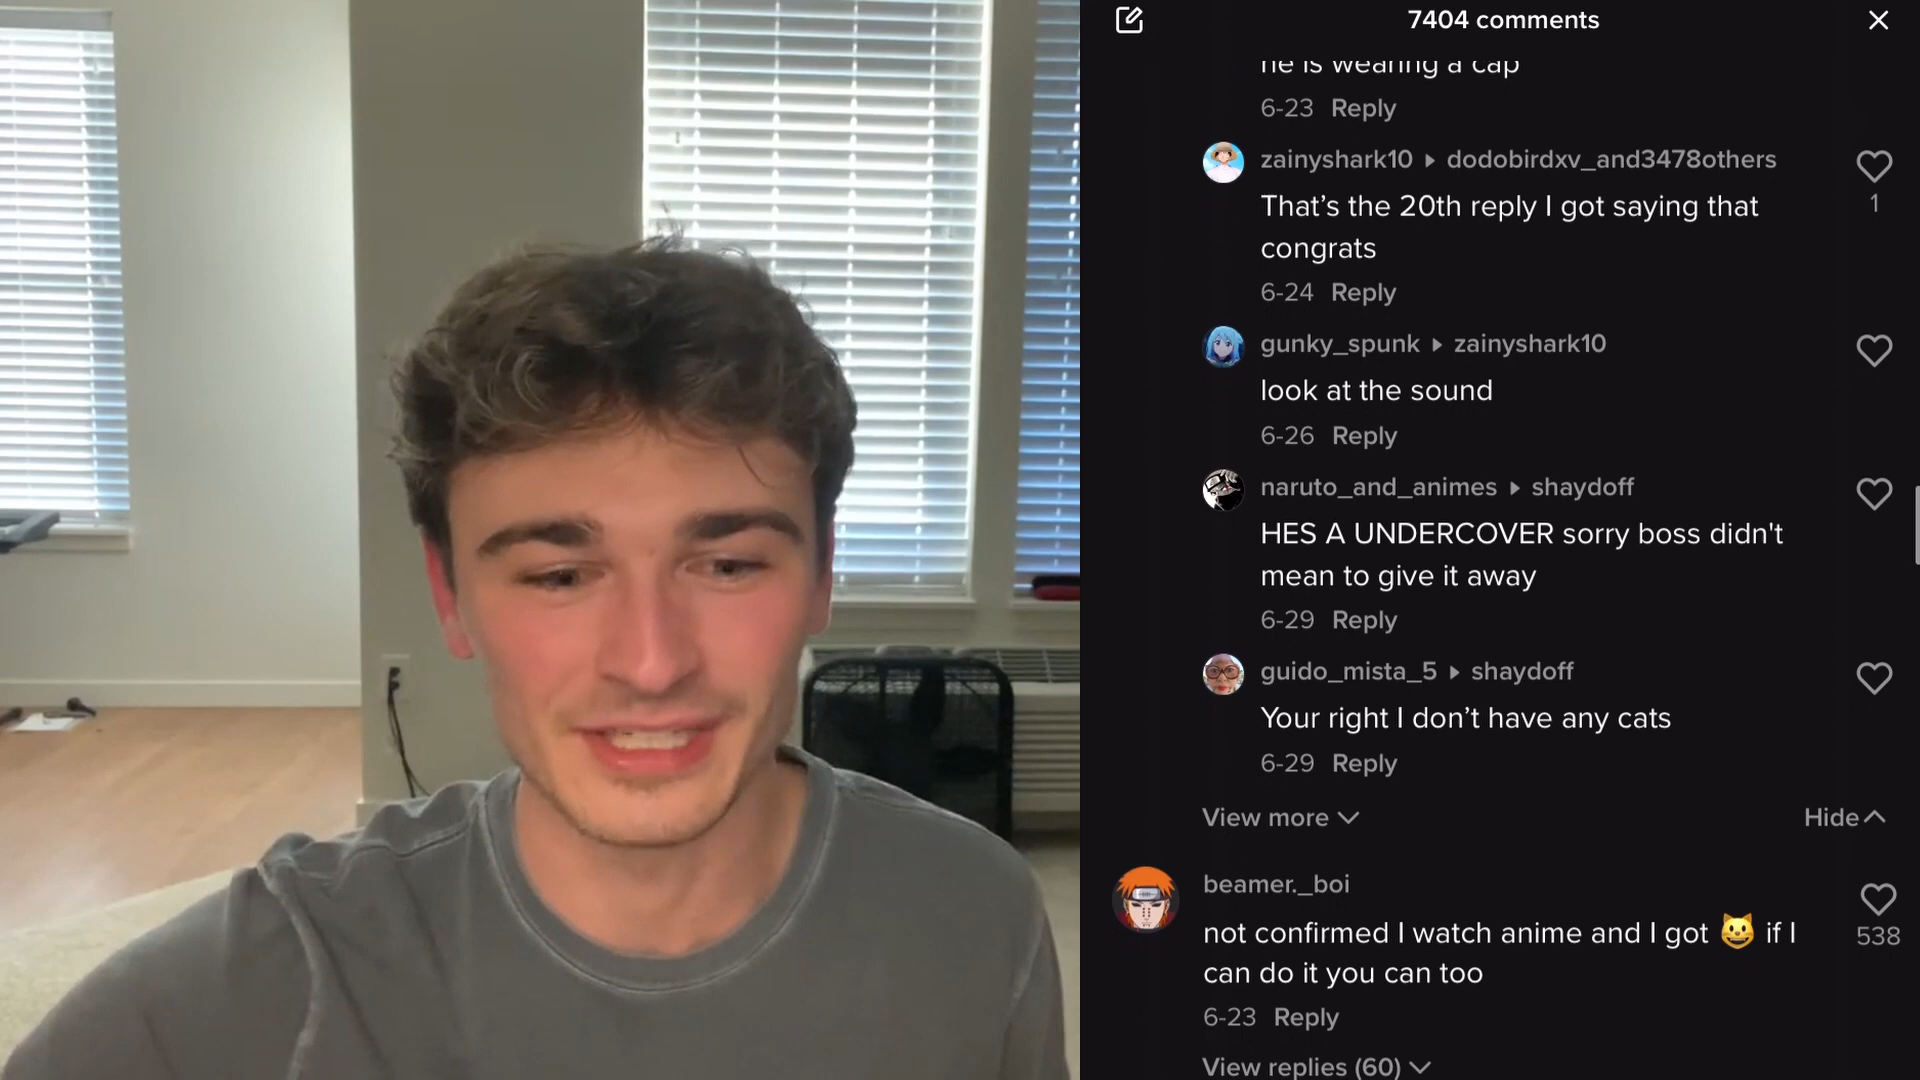 7404 comments
he is wearing a cap
6-23 Reply
zainyshark10 dodobirdxv_and3478others
That’s the 20th reply I got saying that
congrats
1
6-24 Reply
gunky_spunk zainyshark10
look at the sound
6-26 Reply
naruto_and_animes shaydoff
HES A UNDERCOVER sorry boss didn't
mean to give it away
6-29 Reply
guido_mista_5 shaydoff
Your right I don’t have any cats
6-29 Reply
View more Hide
beamer._boi
not confirmed I watch anime and I got 😺 if I
538
can do it you can too
6-23 Reply
View replies (60)